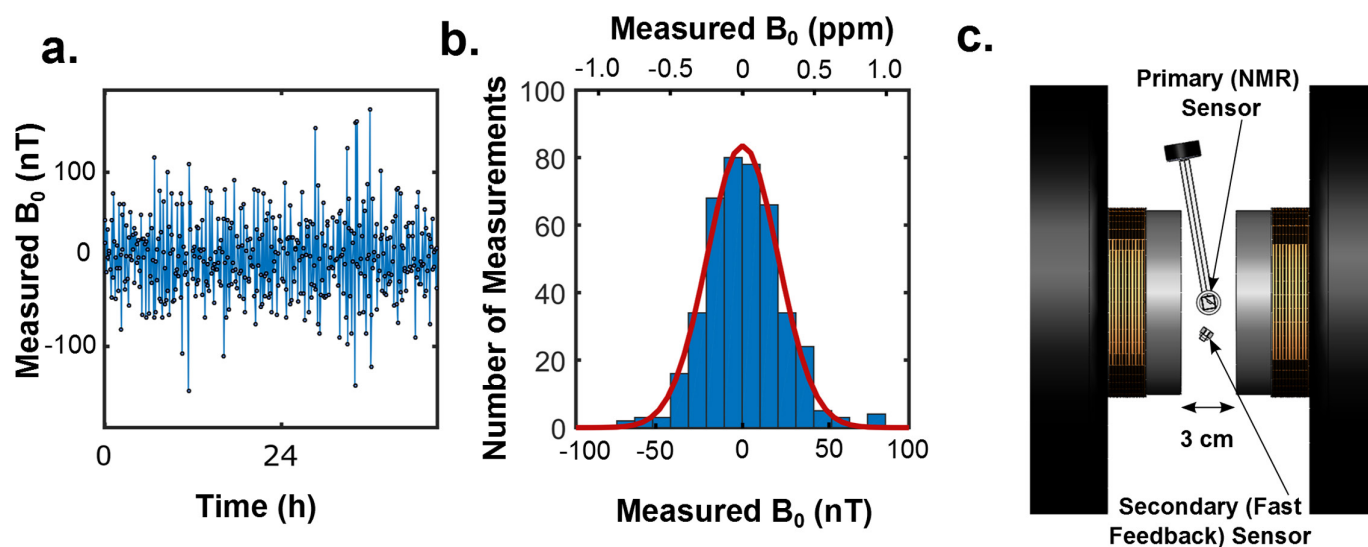 a.
Measured B₀ (nT)
100
0
-100
0
24
Time (h)
b.
Measured B₀ (ppm)
-1.0
-0.5
0
0.5
1.0
Number of Measurements
100
80
60
40
20
0
-100
-50
0
50
100
Measured B₀ (nT)
c.
Primary (NMR)
Sensor
3 cm
Secondary (Fast
Feedback) Sensor